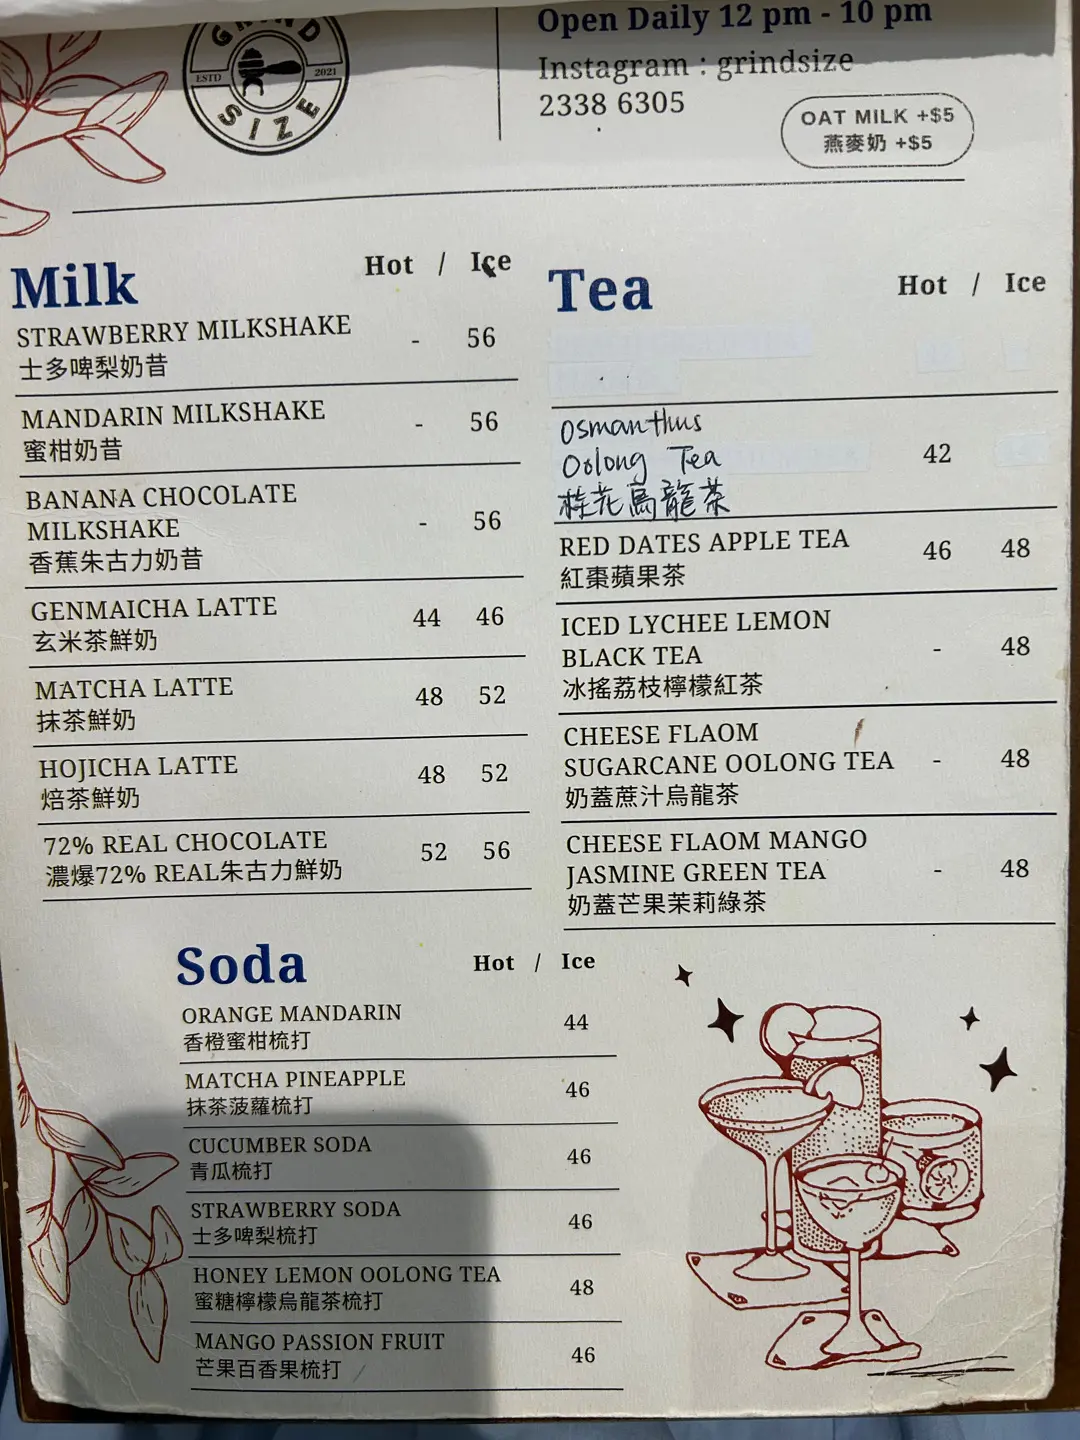 GRIND
ESTD 2021
SIZE
Open Daily 12 pm - 10 pm
Instagram : grindsize
2338 6305
OAT MILK +$5
燕麥奶 +$5
Milk Hot / Ice
STRAWBERRY MILKSHAKE - 56
士多啤梨奶昔
MANDARIN MILKSHAKE - 56
蜜柑奶昔
BANANA CHOCOLATE
MILKSHAKE - 56
香蕉朱古力奶昔
GENMAICHA LATTE 44 46
玄米茶鮮奶
MATCHA LATTE 48 52
抹茶鮮奶
HOJICHA LATTE 48 52
焙茶鮮奶
72% REAL CHOCOLATE 52 56
濃爆72% REAL朱古力鮮奶
Tea Hot / Ice
Osmanthus
Oolong Tea 42
桂花烏龍茶
RED DATES APPLE TEA 46 48
紅棗蘋果茶
ICED LYCHEE LEMON
BLACK TEA - 48
冰搖荔枝檸檬紅茶
CHEESE FLAOM
SUGARCANE OOLONG TEA - 48
奶蓋蔗汁烏龍茶
CHEESE FLAOM MANGO
JASMINE GREEN TEA - 48
奶蓋芒果茉莉綠茶
Soda Hot / Ice
ORANGE MANDARIN 44
香橙蜜柑梳打
MATCHA PINEAPPLE 46
抹茶菠蘿梳打
CUCUMBER SODA 46
青瓜梳打
STRAWBERRY SODA 46
士多啤梨梳打
HONEY LEMON OOLONG TEA 48
蜜糖檸檬烏龍茶梳打
MANGO PASSION FRUIT 46
芒果百香果梳打